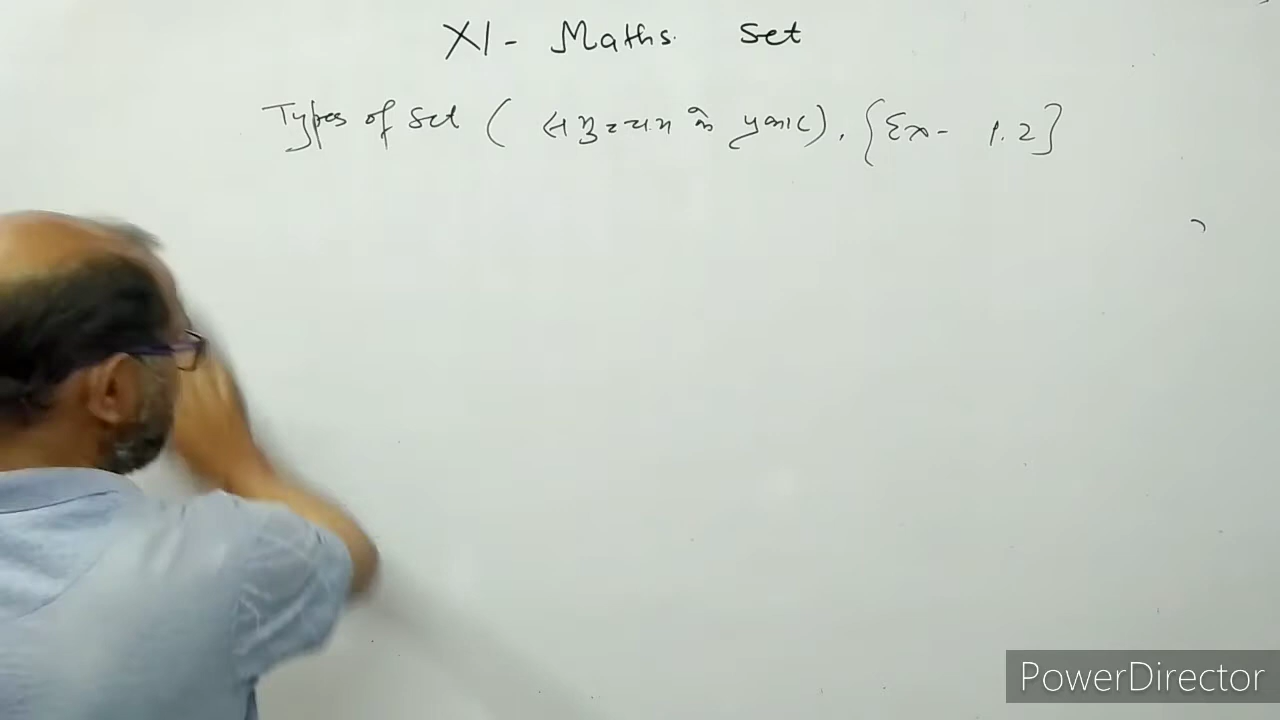 XI - Maths. Set
Types of Set ( समुच्चय के प्रकार ). {Ex- 1.2}
PowerDirector